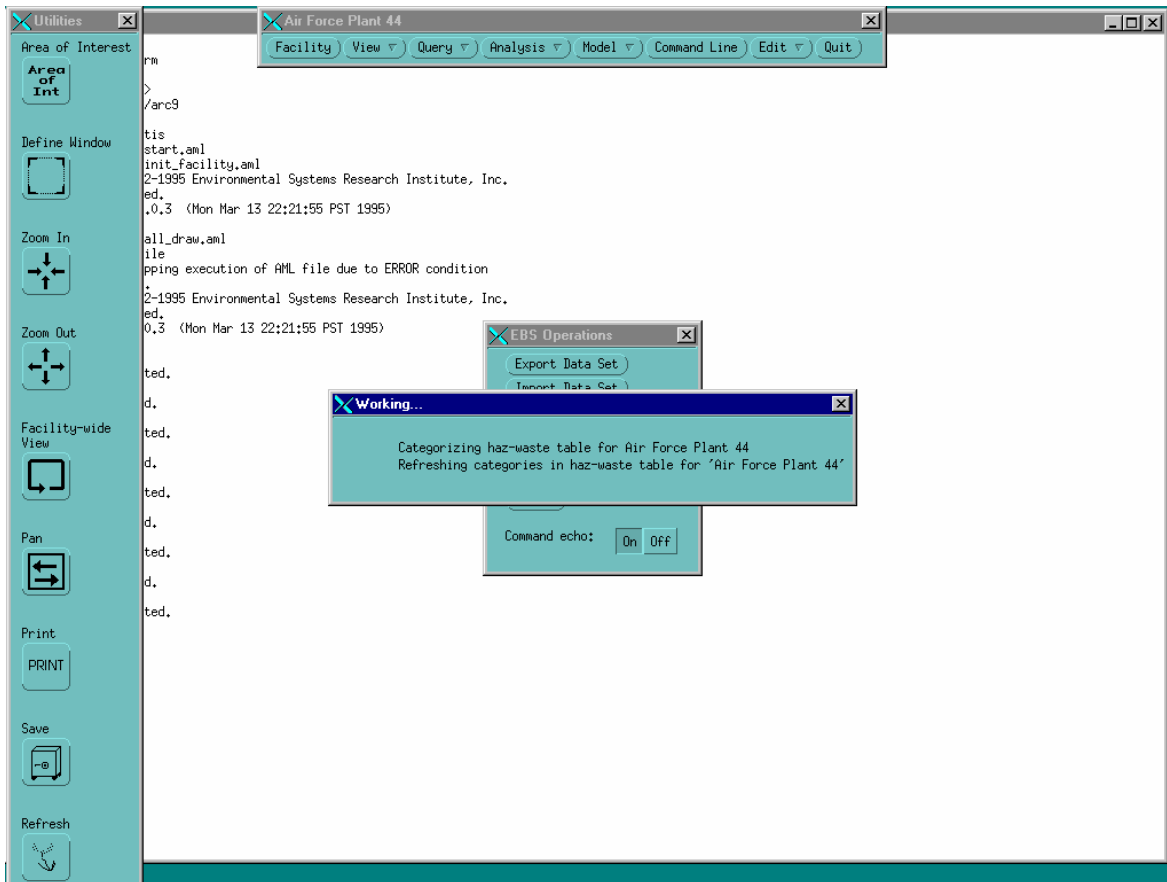 Utilities
Area of Interest
Area
of
Int
Define Window
Zoom In
Zoom Out
Facility-wide
View
Pan
Print
PRINT
Save
Refresh
Air Force Plant 44
Facility View Query Analysis Model Command Line Edit Quit
rm
>
/arc9
tis
start.aml
init_facility.aml
2-1995 Environmental Systems Research Institute, Inc.
ed.
.0.3 (Mon Mar 13 22:21:55 PST 1995)
all_draw.aml
ile
pping execution of AML file due to ERROR condition
.
2-1995 Environmental Systems Research Institute, Inc.
ed.
0.3 (Mon Mar 13 22:21:55 PST 1995)
ted.
d.
ted.
d.
ted.
d.
ted.
d.
ted.
EBS Operations
Export Data Set
Import Data Set
Working...
Categorizing haz-waste table for Air Force Plant 44
Refreshing categories in haz-waste table for 'Air Force Plant 44'
Command echo: On Off